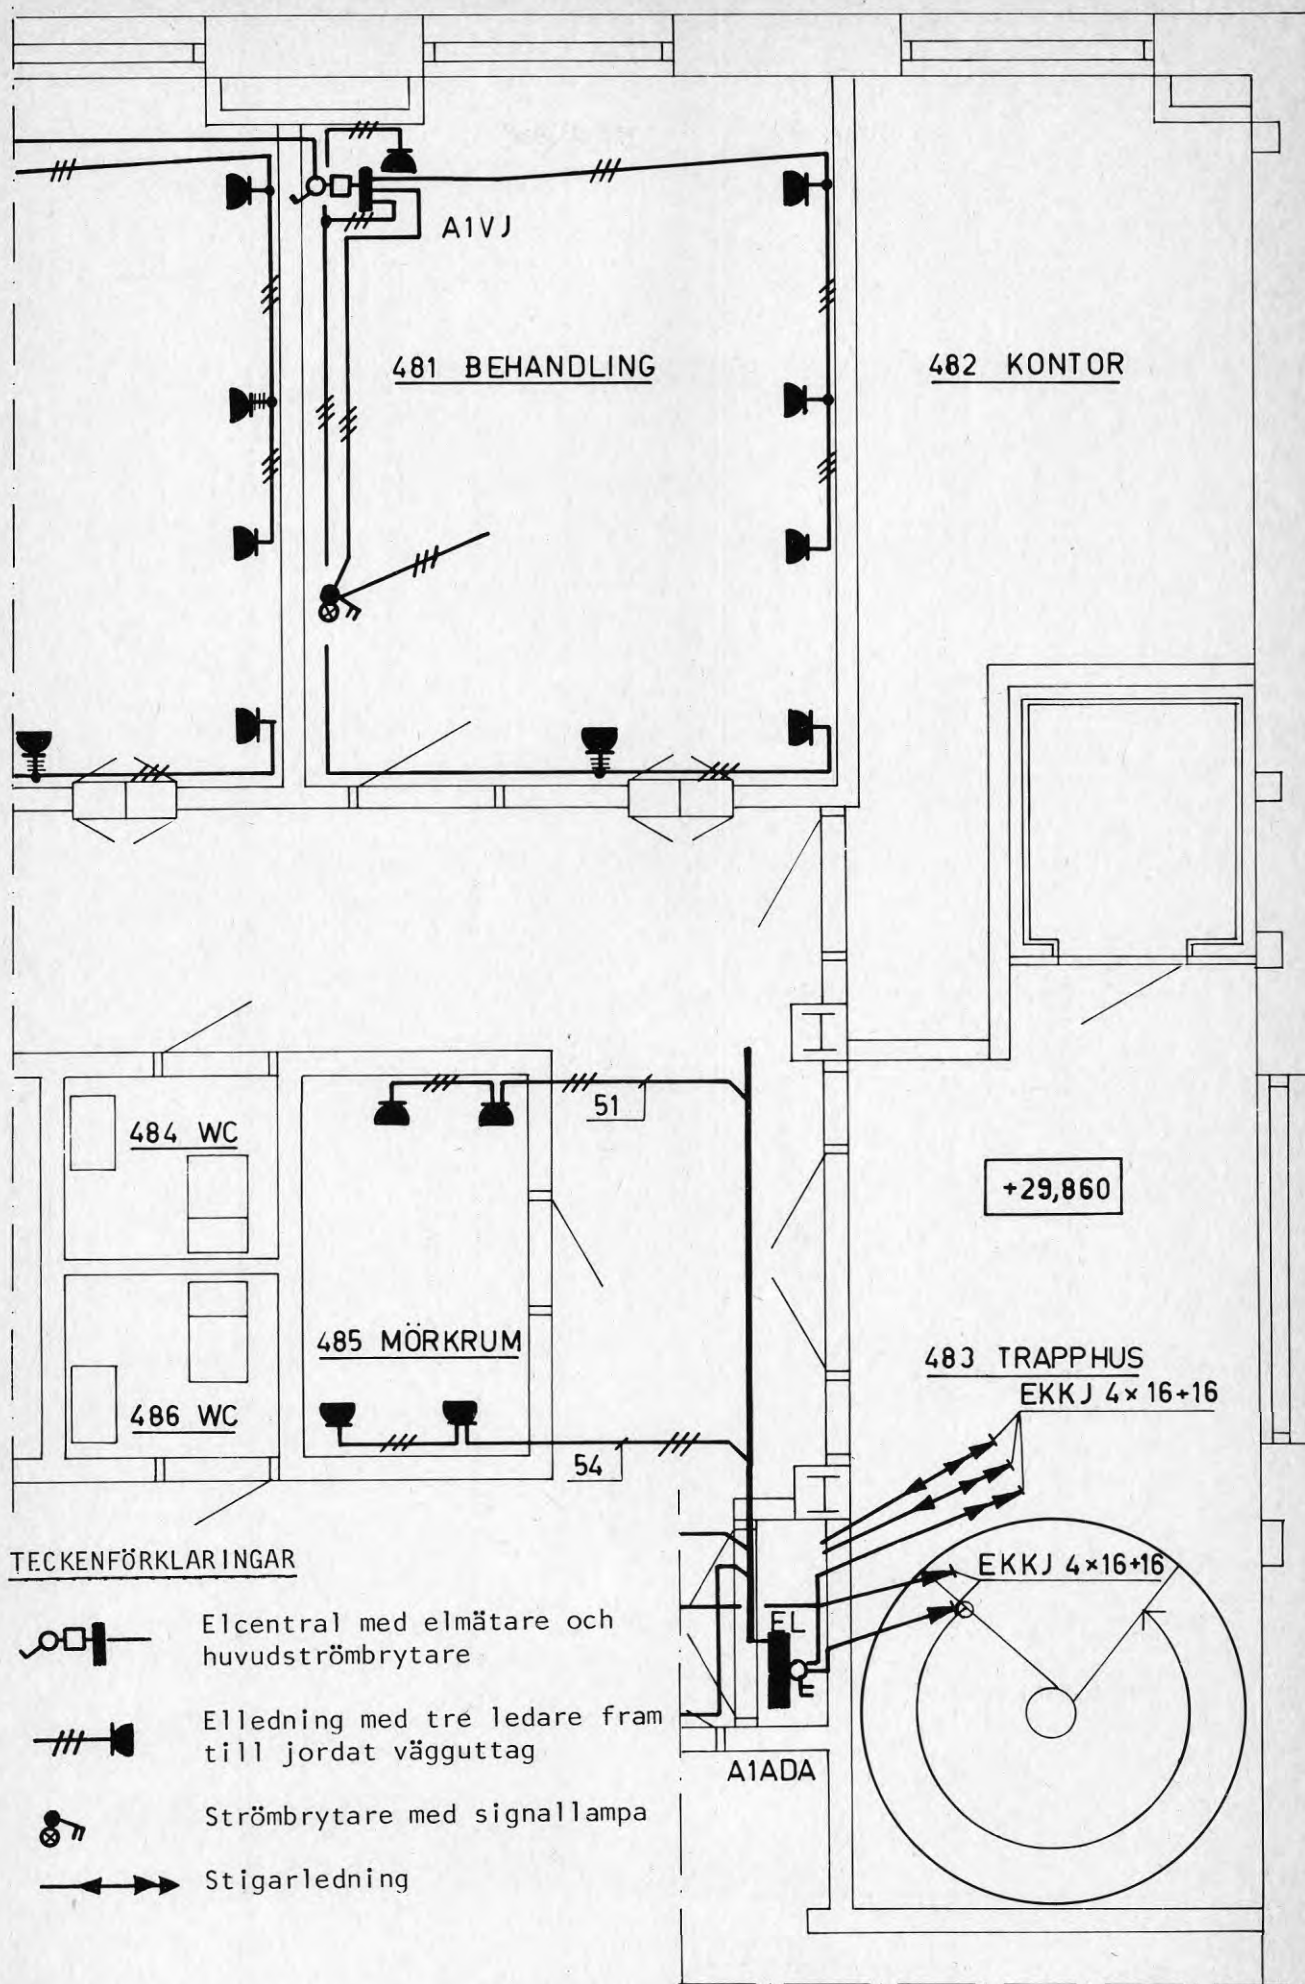 A1VJ
481 BEHANDLING
482 KONTOR
51
484 WC
+29,860
485 MÖRKRUM
483 TRAPPHUS
EKKJ 4×16+16
486 WC
54
EKKJ 4×16+16
EL
E
A1ADA
TECKENFÖRKLARINGAR
Elcentral med elmätare och
huvudströmbrytare
Elledning med tre ledare fram
till jordat vägguttag
Strömbrytare med signallampa
Stigarledning